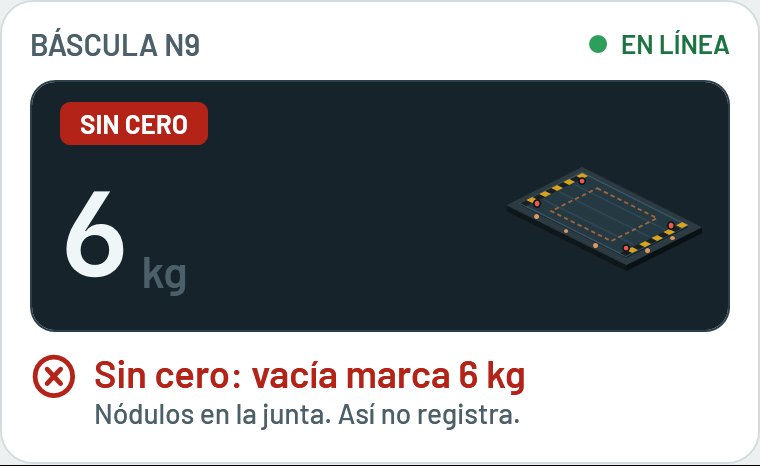 BÁSCULA N9
EN LÍNEA
SIN CERO
6 kg
Sin cero: vacía marca 6 kg
Nódulos en la junta. Así no registra.